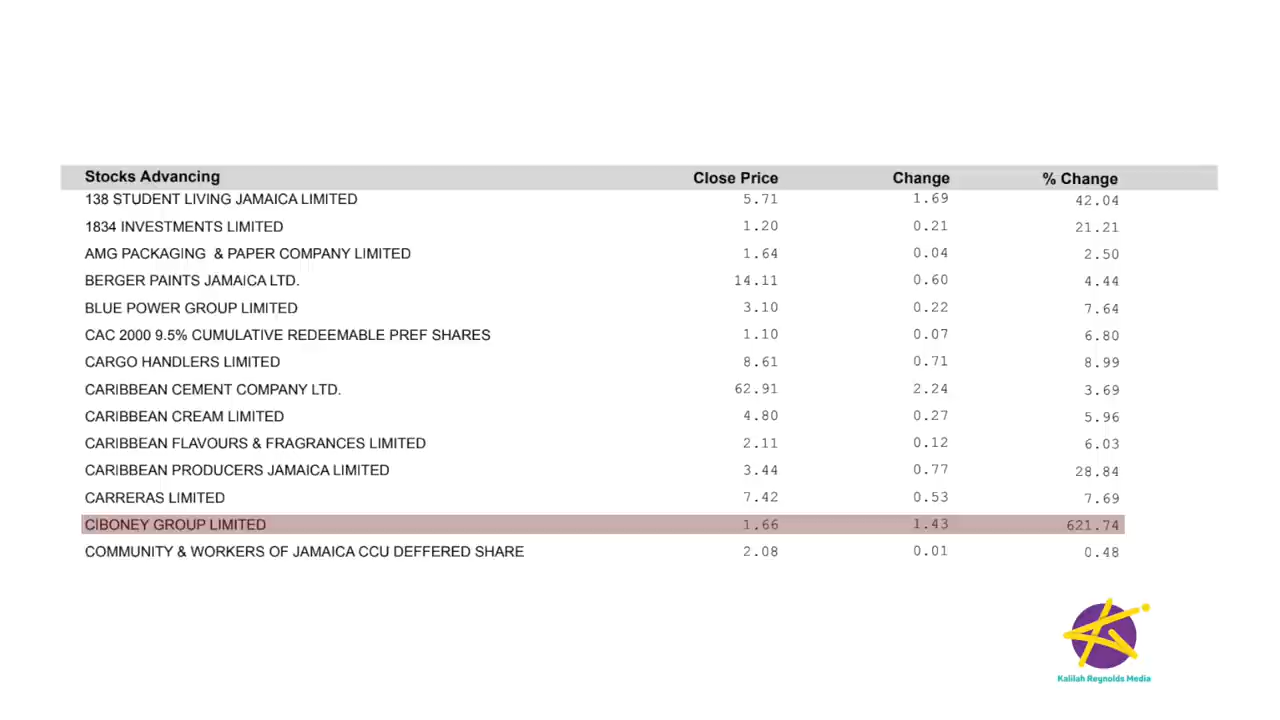 Stocks Advancing Close Price Change % Change
138 STUDENT LIVING JAMAICA LIMITED 5.71 1.69 42.04
1834 INVESTMENTS LIMITED 1.20 0.21 21.21
AMG PACKAGING & PAPER COMPANY LIMITED 1.64 0.04 2.50
BERGER PAINTS JAMAICA LTD. 14.11 0.60 4.44
BLUE POWER GROUP LIMITED 3.10 0.22 7.64
CAC 2000 9.5% CUMULATIVE REDEEMABLE PREF SHARES 1.10 0.07 6.80
CARGO HANDLERS LIMITED 8.61 0.71 8.99
CARIBBEAN CEMENT COMPANY LTD. 62.91 2.24 3.69
CARIBBEAN CREAM LIMITED 4.80 0.27 5.96
CARIBBEAN FLAVOURS & FRAGRANCES LIMITED 2.11 0.12 6.03
CARIBBEAN PRODUCERS JAMAICA LIMITED 3.44 0.77 28.84
CARRERAS LIMITED 7.42 0.53 7.69
CIBONEY GROUP LIMITED 1.66 1.43 621.74
COMMUNITY & WORKERS OF JAMAICA CCU DEFFERED SHARE 2.08 0.01 0.48
Kalilah Reynolds Media